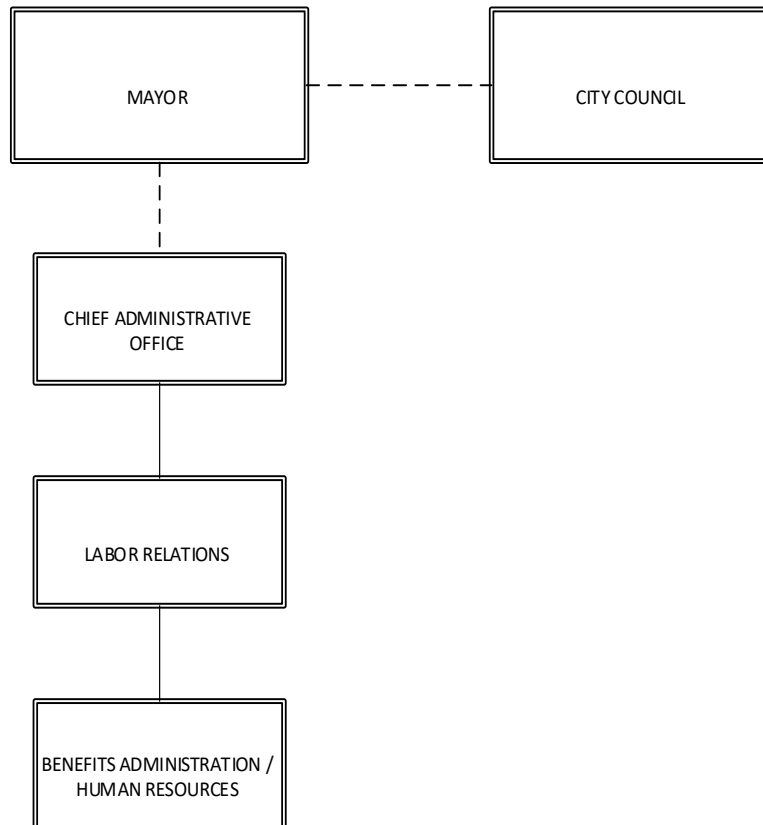 MAYOR
CITY COUNCIL
CHIEF ADMINISTRATIVE
OFFICE
LABOR RELATIONS
BENEFITS ADMINISTRATION /
HUMAN RESOURCES